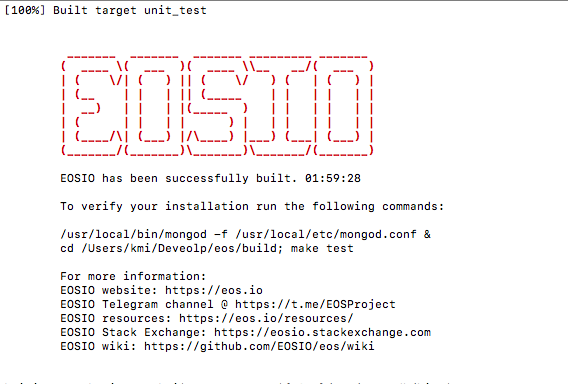 [100%] Built target unit_test
EOSIO
EOSIO has been successfully built. 01:59:28
To verify your installation run the following commands:
/usr/local/bin/mongod -f /usr/local/etc/mongod.conf &
cd /Users/kmi/Deveolp/eos/build; make test
For more information:
EOSIO website: https://eos.io
EOSIO Telegram channel @ https://t.me/EOSProject
EOSIO resources: https://eos.io/resources/
EOSIO Stack Exchange: https://eosio.stackexchange.com
EOSIO wiki: https://github.com/EOSIO/eos/wiki